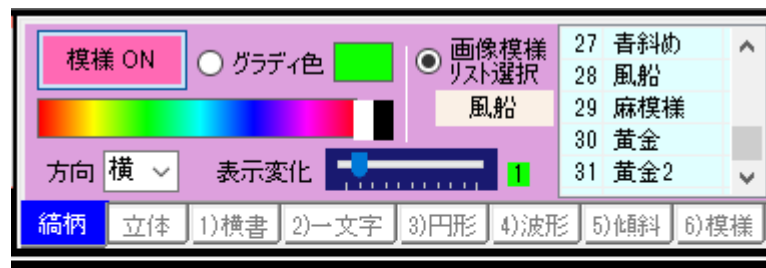 模様 ON
グラディ色
画像模様
リスト選択
風船
27 青斜め
28 風船
29 麻模様
30 黄金
31 黄金2
方向 横
表示変化
1
縞柄 立体 1)横書 2)一文字 3)円形 4)波形 5)傾斜 6)模様